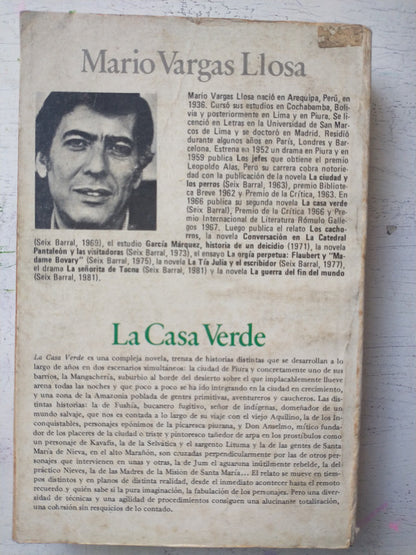 Mario Vargas Llosa
Mario Vargas Llosa nació en Arequipa, Perú, en
1936. Cursó sus estudios en Cochabamba, Boli-
via y posteriormente en Lima y en Piura. Se li-
cenció en Letras en la Universidad de San Mar-
cos de Lima y se doctoró en Madrid. Residió
durante algunos años en París, Londres y Bar-
celona. Estrena en 1952 un drama en Piura y en
1959 publica Los jefes que obtiene el premio
Leopoldo Alas. Pero su carrera cobra notorie-
dad con la publicación de la novela La ciudad y
los perros (Seix Barral, 1963), premio Bibliote-
ca Breve 1962 y Premio de la Crítica, 1963. En
1966 publica su segunda novela La casa verde
(Seix Barral); Premio de la Crítica 1966 y Pre-
mio Internacional de Literatura Rómulo Galle-
gos 1967. Luego publica el relato Los cacho-
rros, la novela Conversación en La Catedral
(Seix Barral, 1969), el estudio García Márquez, historia de un deicidio (1971), la novela
Pantaleón y las visitadoras (Seix Barral, 1973), el ensayo La orgía perpetua: Flaubert y "Ma-
dame Bovary" (Seix Barral, 1975), la novela La Tía Julia y el escribidor (Seix Barral, 1977),
el drama La señorita de Tacna (Seix Barral, 1981) y la novela La guerra del fin del mundo
(Seix Barral, 1981).
La Casa Verde
La Casa Verde es una compleja novela, trenza de historias distintas que se desarrollan a lo
largo de años en dos escenarios simultáneos: la ciudad de Piura y concretamente uno de sus
barrios, la Mangachería, suburbio al borde del desierto sobre el que implacablemente llueve
arena todas las noches y que poco a poco se ha ido integrando en la ciudad en crecimiento,
y una zona de la Amazonia poblada de gentes primitivas, aventureros y caucheros. Las dis-
tintas historias: la de Fushía, bucanero fugitivo, señor de indígenas, domeñador de un
mundo salvaje, que nos es contada a lo largo de su viaje con el viejo Aquilino, la de los In-
conquistables, personajes epónimos de la picaresca piurana, y Don Anselmo, mítico funda-
dor de los placeres de la ciudad o triste y pintoresco tañedor de arpa en los prostíbulos como
un personaje de Kavafis, la de la Selvática y el sargento Lituma y la de las gentes de Santa
María de Nieva, en el alto Marañón, son cruzadas perpendicularmente por las de otros per-
sonajes que intervienen en unas y otras, la de Jum el aguaruna inútilmente rebelde, la del
práctico Nieves, la de las Madres de la Misión de Santa María... El relato se mueve en tiem-
pos distintos y en planos de distinta realidad, desde el inmediato acontecer hasta el remoto
recuerdo y quién sabe si la pura imaginación, la fabulación de los personajes. Pero una diver-
sidad de técnicas y una agilidad de procedimientos consiguen una alucinante totalización,
una cohesión sin resquicios de lo contado.